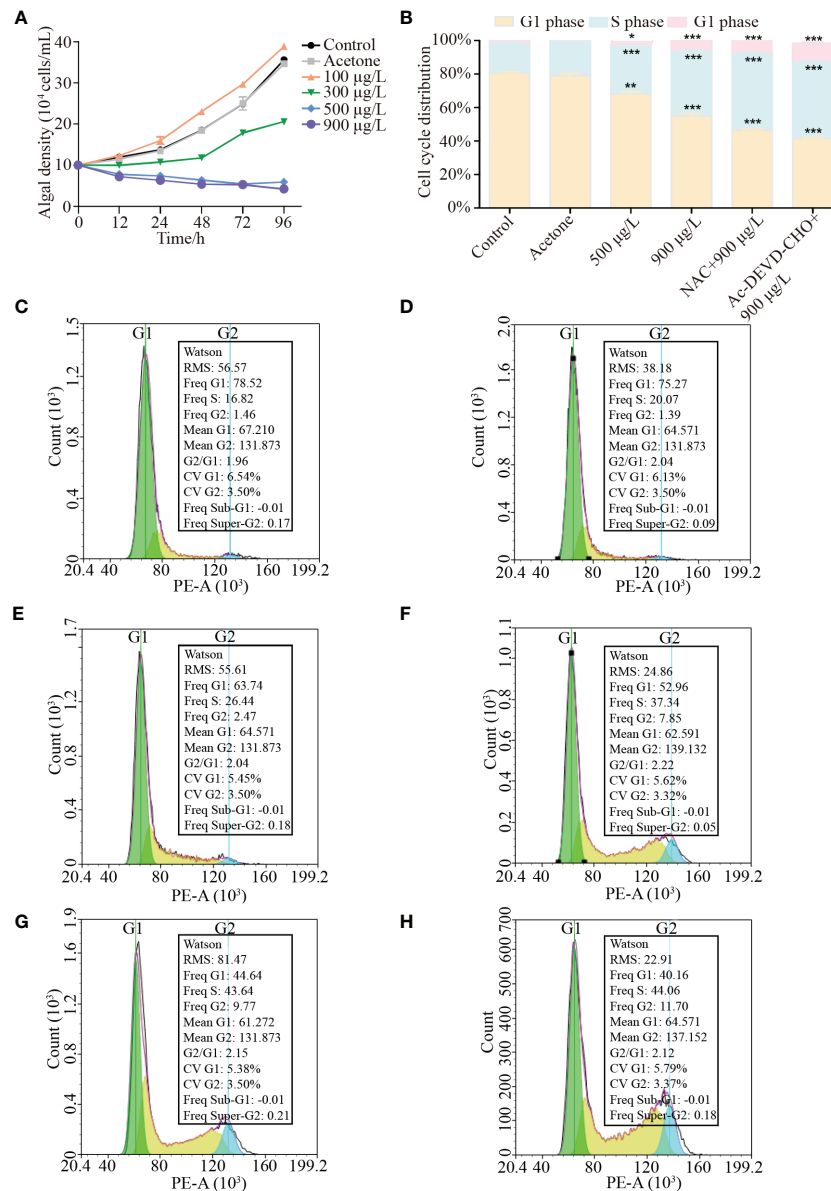 A
40
30
20
10
0
Algal density (10⁴ cells/mL)
0 12 24 48 72 96
Time/h
Control
Acetone
100 µg/L
300 µg/L
500 µg/L
900 µg/L
B
G1 phase S phase G1 phase
100%
80%
60%
40%
20%
0%
Cell cycle distribution
* *** *** ***
*** *** *** ***
** *** *** ***
Control
Acetone
500 µg/L
900 µg/L
NAC+900 µg/L
Ac-DEVD-CHO+
900 µg/L
C
G1 G2
1.5
1.2
0.8
0.4
0
Count (10³)
Watson
RMS: 56.57
Freq G1: 78.52
Freq S: 16.82
Freq G2: 1.46
Mean G1: 67.210
Mean G2: 131.873
G2/G1: 1.96
CV G1: 6.54%
CV G2: 3.50%
Freq Sub-G1: -0.01
Freq Super-G2: 0.17
20.4 80 160 199.2
PE-A (10³)
D
G1 G2
2.0
1.6
1.2
0.8
0.4
0
Count (10³)
Watson
RMS: 38.18
Freq G1: 75.27
Freq S: 20.07
Freq G2: 1.39
Mean G1: 64.571
Mean G2: 131.873
G2/G1: 2.04
CV G1: 6.13%
CV G2: 3.50%
Freq Sub-G1: -0.01
Freq Super-G2: 0.09
20.4 80 160 199.2
PE-A (10³)
E
G1 G2
1.7
1.2
0.8
0.4
0
Count (10³)
Watson
RMS: 55.61
Freq G1: 63.74
Freq S: 26.44
Freq G2: 2.47
Mean G1: 64.571
Mean G2: 131.873
G2/G1: 2.04
CV G1: 5.45%
CV G2: 3.50%
Freq Sub-G1: -0.01
Freq Super-G2: 0.18
20.4 80 160 199.2
PE-A (10³)
F
G1 G2
1.1
0.8
0.6
0.4
0.2
0
Count (10³)
Watson
RMS: 24.86
Freq G1: 52.96
Freq S: 37.34
Freq G2: 7.85
Mean G1: 62.591
Mean G2: 139.132
G2/G1: 2.22
CV G1: 5.62%
CV G2: 3.32%
Freq Sub-G1: -0.01
Freq Super-G2: 0.05
20.4 80 160 199.2
PE-A (10³)
G
G1 G2
1.9
1.6
1.2
0.8
0.4
0
Count (10³)
Watson
RMS: 81.47
Freq G1: 44.64
Freq S: 43.64
Freq G2: 9.77
Mean G1: 61.272
Mean G2: 131.873
G2/G1: 2.15
CV G1: 5.38%
CV G2: 3.50%
Freq Sub-G1: -0.01
Freq Super-G2: 0.21
20.4 80 120 160 199.2
PE-A (10³)
H
G1 G2
700
600
500
400
300
200
100
0
Count
Watson
RMS: 22.91
Freq G1: 40.16
Freq S: 44.06
Freq G2: 11.70
Mean G1: 64.571
Mean G2: 137.152
G2/G1: 2.12
CV G1: 5.79%
CV G2: 3.37%
Freq Sub-G1: -0.01
Freq Super-G2: 0.18
20.4 80 120 160 199.2
PE-A (10³)